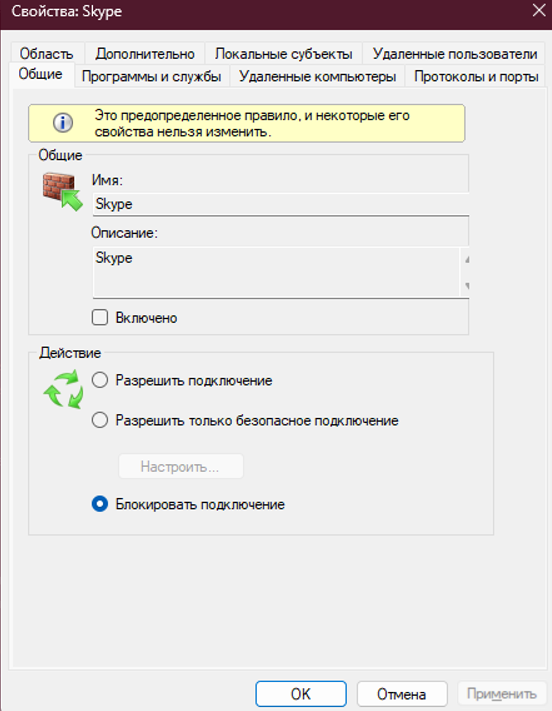 Свойства: Skype
Область Дополнительно Локальные субъекты Удаленные пользователи
Общие Программы и службы Удаленные компьютеры Протоколы и порты
Это предопределенное правило, и некоторые его
свойства нельзя изменить.
Общие
Имя:
Skype
Описание:
Skype
Включено
Действие
Разрешить подключение
Разрешить только безопасное подключение
Настроить...
Блокировать подключение
OK Отмена Применить